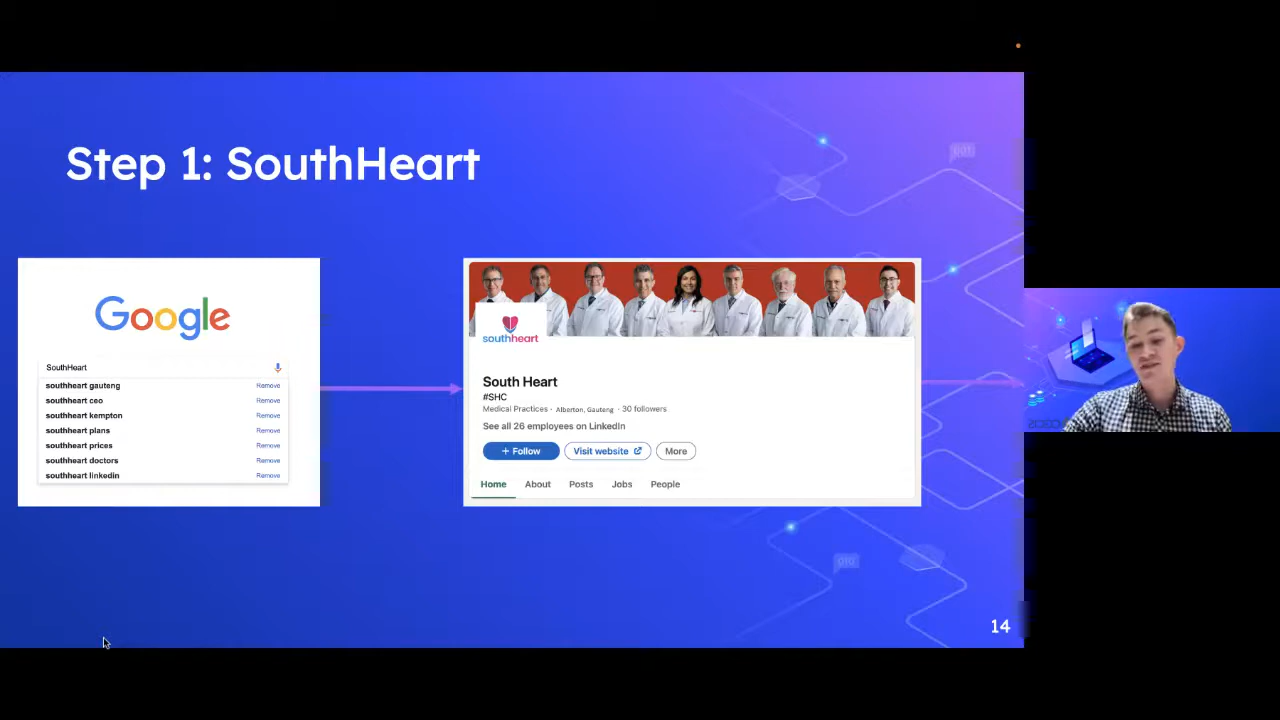 Step 1: SouthHeart
Google
SouthHeart
southheart gauteng Remove
southheart ceo Remove
southheart kempton Remove
southheart plans Remove
southheart prices Remove
southheart doctors Remove
southheart linkedin Remove
southheart
South Heart
#SHC
Medical Practices · Alberton, Gauteng · 30 followers
See all 26 employees on LinkedIn
+ Follow Visit website More
Home About Posts Jobs People
010
14